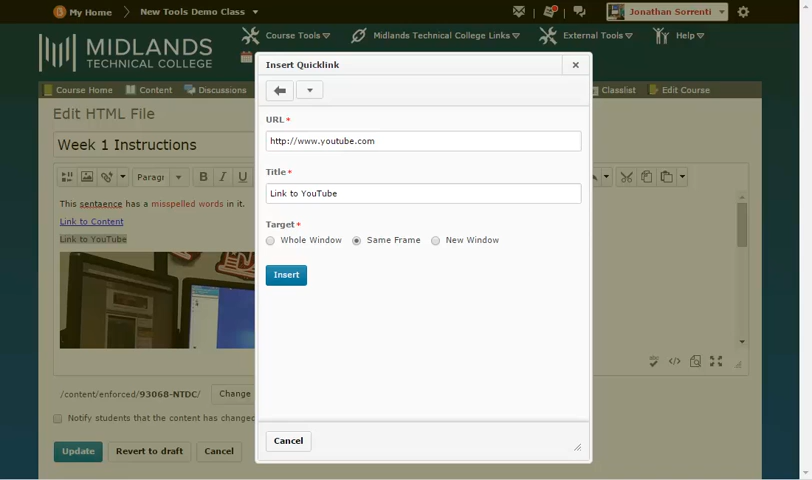 My Home
New Tools Demo Class
Jonathan Sorrenti
MIDLANDS
TECHNICAL COLLEGE
Course Tools
Midlands Technical College Links
External Tools
Help
Course Home
Content
Discussions
Classlist
Edit Course
Edit HTML File
Week 1 Instructions
Paragr
B I U
This sentaence has a misspelled words in it.
Link to Content
Link to YouTube
/content/enforced/93068-NTDC/
Change
Notify students that the content has changed
Update
Revert to draft
Cancel
Insert Quicklink
URL *
http://www.youtube.com
Title *
Link to YouTube
Target *
Whole Window
Same Frame
New Window
Insert
Cancel